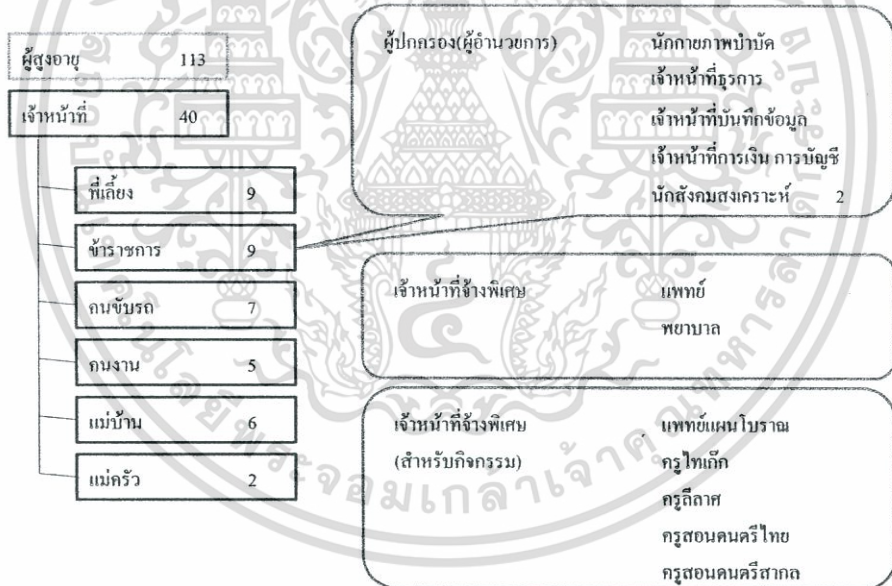 ผู้สูงอายุ 113
เจ้าหน้าที่ 40
พี่เลี้ยง 9
ข้าราชการ 9
คนขับรถ 7
คนงาน 5
แม่บ้าน 6
แม่ครัว 2
ผู้ปกครอง(ผู้อำนวยการ) นักกายภาพบำบัด
เจ้าหน้าที่ธุรการ
เจ้าหน้าที่บันทึกข้อมูล
เจ้าหน้าที่การเงิน การบัญชี
นักสังคมสงเคราะห์ 2
เจ้าหน้าที่จ้างพิเศษ แพทย์
พยาบาล
เจ้าหน้าที่จ้างพิเศษ แพทย์แผนโบราณ
(สำหรับกิจกรรม) ครูไทเก๊ก
ครูลีลาศ
ครูสอนดนตรีไทย
ครูสอนดนตรีสากล